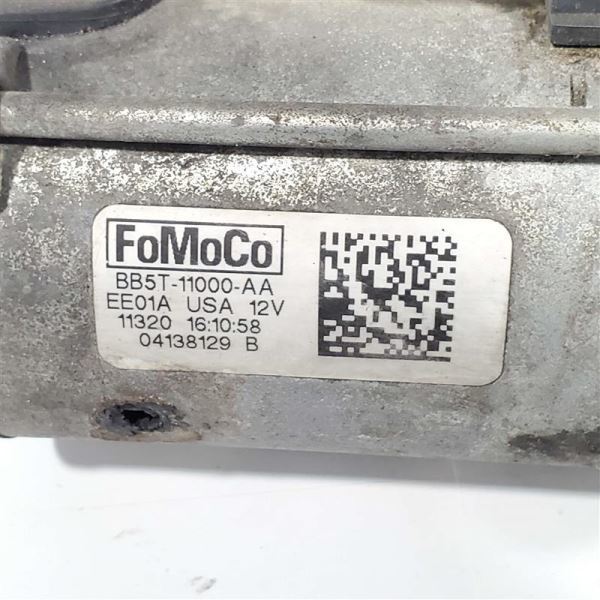 FoMoCo
BB5T-11000-AA
EE01A USA 12V
11320 16:10:58
04138129 B